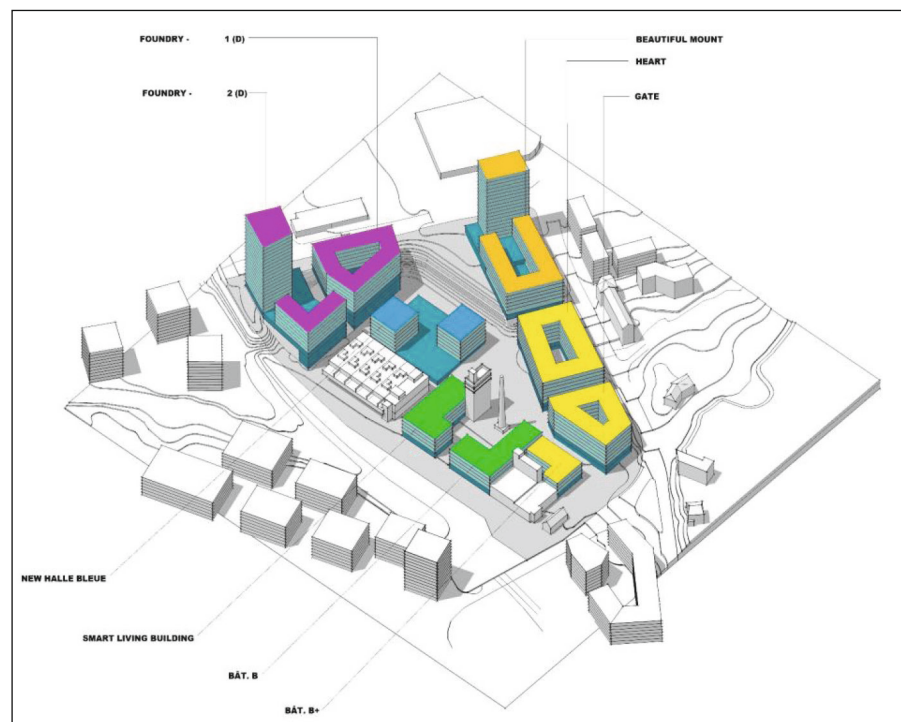 FOUNDRY - 1 (D)
BEAUTIFUL MOUNT
HEART
FOUNDRY - 2 (D)
GATE
NEW HALLE BLEUE
SMART LIVING BUILDING
BÂT. B
BÂT. B+